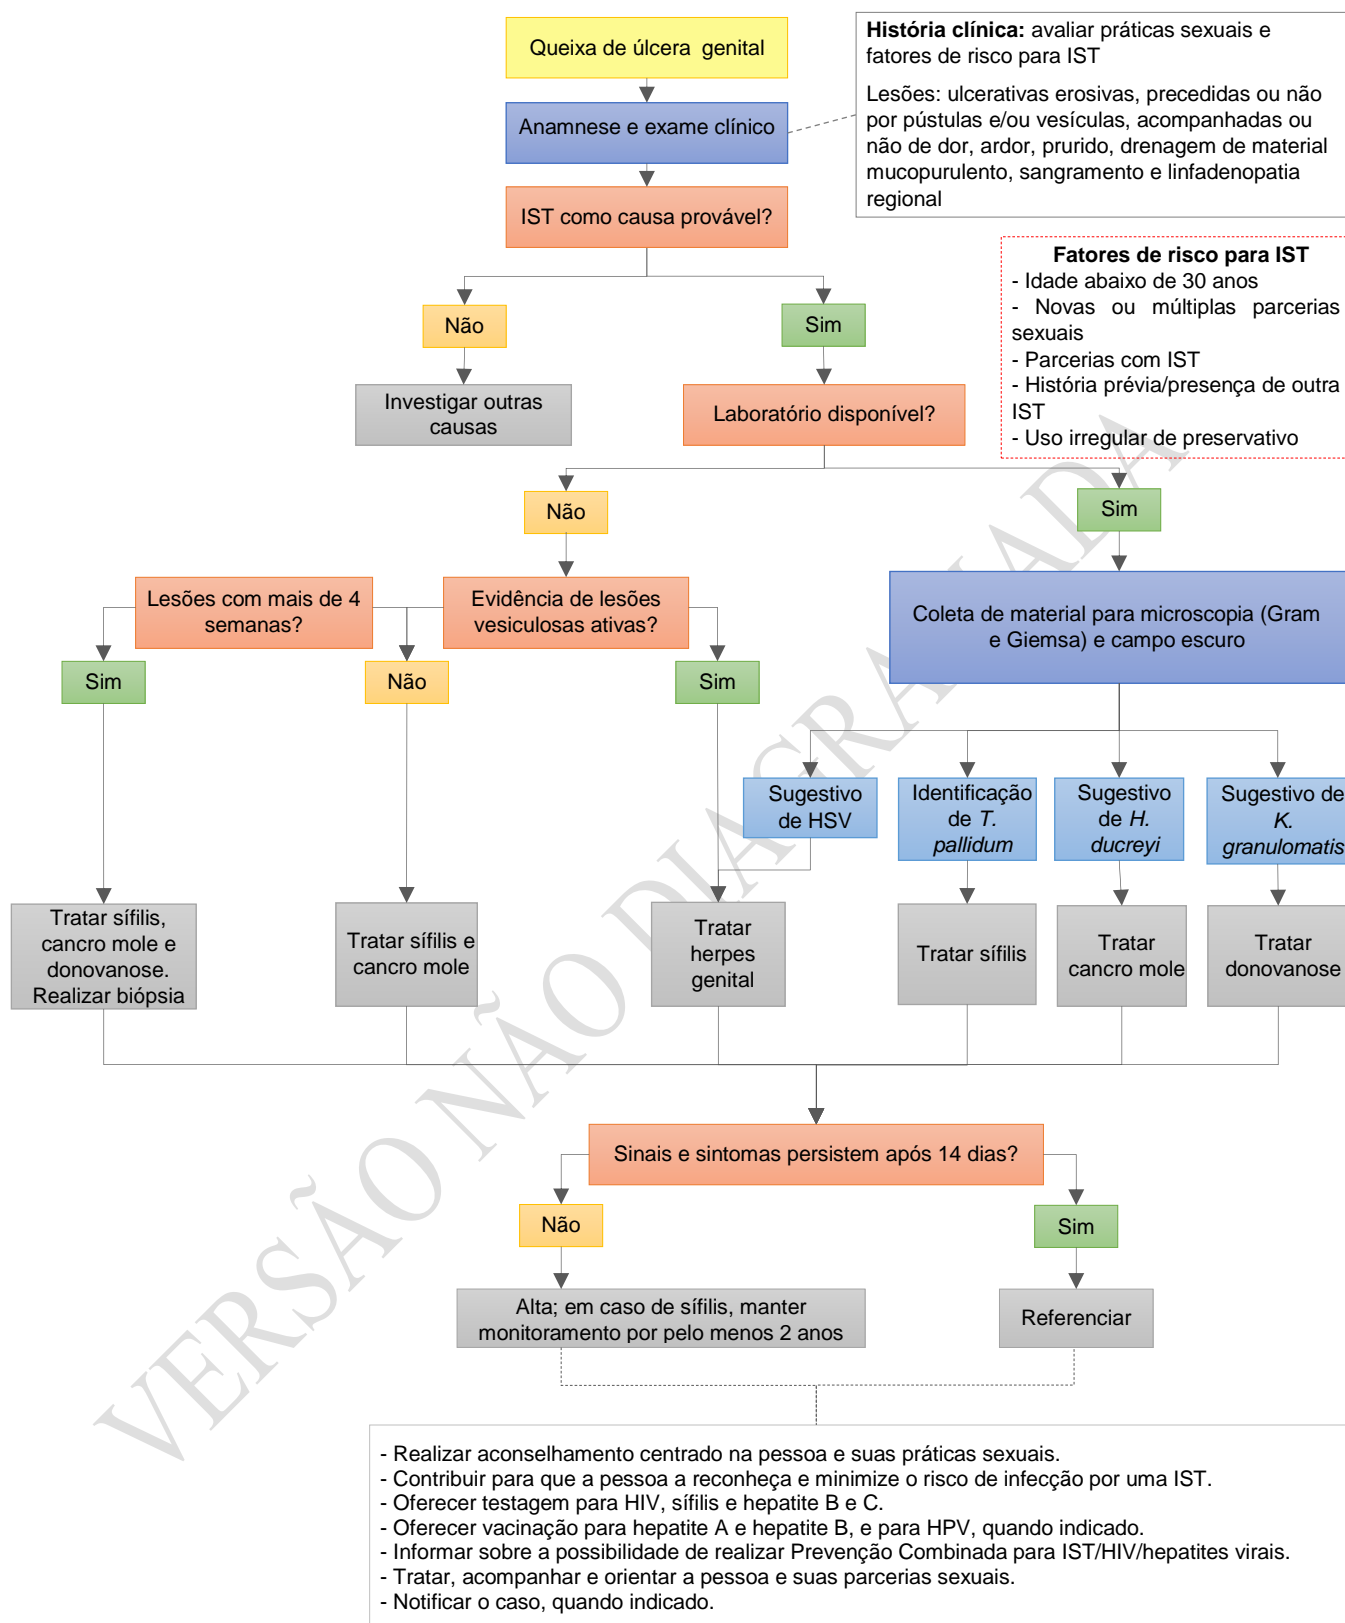 Queixa de úlcera genital
História clínica: avaliar práticas sexuais e
fatores de risco para IST
Lesões: ulcerativas erosivas, precedidas ou não
por pústulas e/ou vesículas, acompanhadas ou
não de dor, ardor, prurido, drenagem de material
mucopurulento, sangramento e linfadenopatia
regional
Anamnese e exame clínico
IST como causa provável?
Fatores de risco para IST
- Idade abaixo de 30 anos
- Novas ou múltiplas parcerias
sexuais
- Parcerias com IST
- História prévia/presença de outra
IST
- Uso irregular de preservativo
Não
Sim
Investigar outras
causas
Laboratório disponível?
Não
Sim
Lesões com mais de 4
semanas?
Evidência de lesões
vesiculosas ativas?
Coleta de material para microscopia (Gram
e Giemsa) e campo escuro
Sim
Não
Sim
Sugestivo
de HSV
Identificação
de T.
pallidum
Sugestivo
de H.
ducreyi
Sugestivo de
K.
granulomatis
Tratar sífilis,
cancro mole e
donovanose.
Realizar biópsia
Tratar sífilis e
cancro mole
Tratar
herpes
genital
Tratar sífilis
Tratar
cancro mole
Tratar
donovanose
Sinais e sintomas persistem após 14 dias?
Não
Sim
Alta; em caso de sífilis, manter
monitoramento por pelo menos 2 anos
Referenciar
- Realizar aconselhamento centrado na pessoa e suas práticas sexuais.
- Contribuir para que a pessoa a reconheça e minimize o risco de infecção por uma IST.
- Oferecer testagem para HIV, sífilis e hepatite B e C.
- Oferecer vacinação para hepatite A e hepatite B, e para HPV, quando indicado.
- Informar sobre a possibilidade de realizar Prevenção Combinada para IST/HIV/hepatites virais.
- Tratar, acompanhar e orientar a pessoa e suas parcerias sexuais.
- Notificar o caso, quando indicado.
VERSÃO NÃO DIAGRAMADA